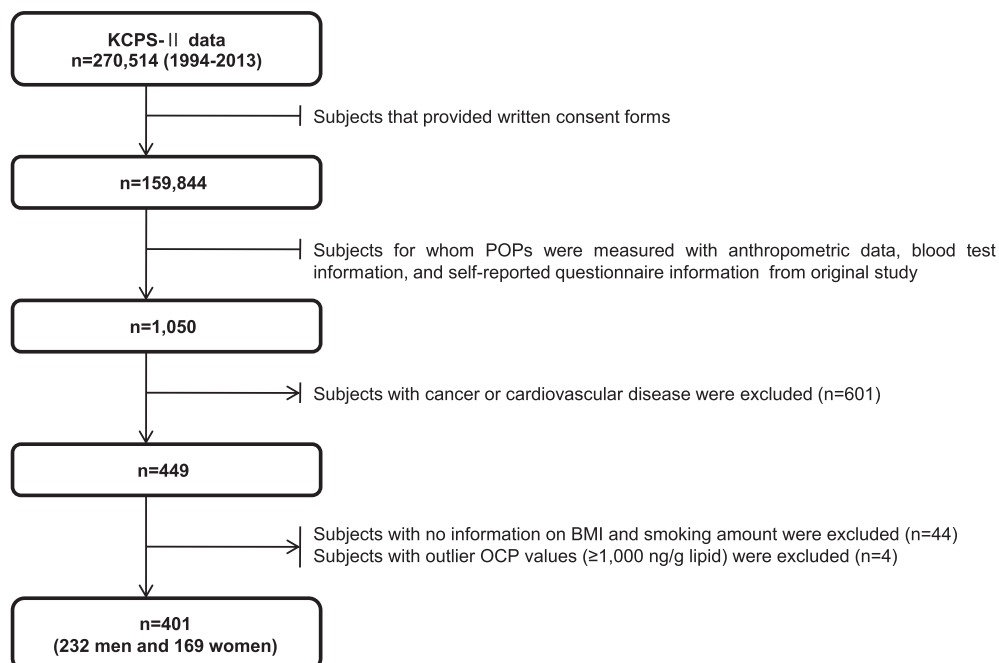 KCPS-Ⅱ data
n=270,514 (1994-2013)
Subjects that provided written consent forms
n=159,844
Subjects for whom POPs were measured with anthropometric data, blood test
information, and self-reported questionnaire information from original study
n=1,050
Subjects with cancer or cardiovascular disease were excluded (n=601)
n=449
Subjects with no information on BMI and smoking amount were excluded (n=44)
Subjects with outlier OCP values (≥1,000 ng/g lipid) were excluded (n=4)
n=401
(232 men and 169 women)